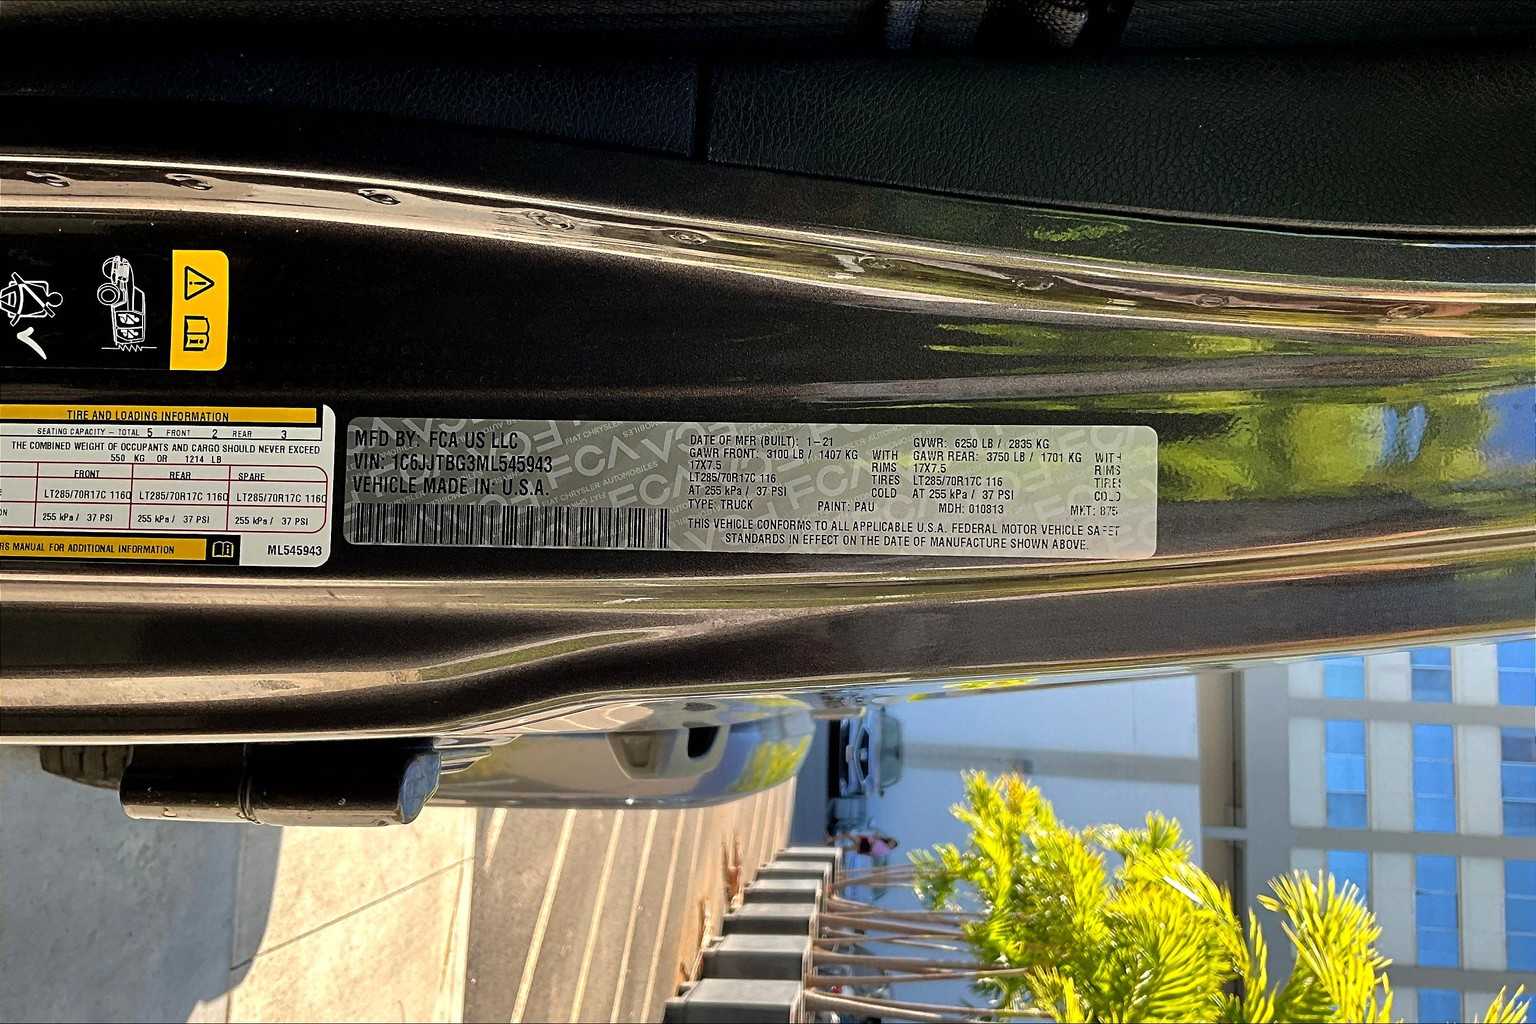 TIRE AND LOADING INFORMATION
SEATING CAPACITY – TOTAL 5 FRONT 2 REAR 3
THE COMBINED WEIGHT OF OCCUPANTS AND CARGO SHOULD NEVER EXCEED
550 KG OR 1214 LB
FRONT REAR SPARE
LT285/70R17C 116Q LT285/70R17C 116Q LT285/70R17C 116Q
255 kPa / 37 PSI 255 kPa / 37 PSI 255 kPa / 37 PSI
RS MANUAL FOR ADDITIONAL INFORMATION
ML545943
MFD BY: FCA US LLC
VIN: 1C6JJTBG3ML545943
VEHICLE MADE IN: U.S.A.
DATE OF MFR (BUILT): 1-21 GVWR: 6250 LB / 2835 KG
GAWR FRONT: 3100 LB / 1407 KG WITH GAWR REAR: 3750 LB / 1701 KG WITH
17X7.5 RIMS 17X7.5 RIMS
LT285/70R17C 116 TIRES LT285/70R17C 116 TIRES
AT 255 kPa / 37 PSI COLD AT 255 kPa / 37 PSI COLD
TYPE: TRUCK PAINT: PAU MDH: 010813 MKT: 875
THIS VEHICLE CONFORMS TO ALL APPLICABLE U.S.A. FEDERAL MOTOR VEHICLE SAFET
STANDARDS IN EFFECT ON THE DATE OF MANUFACTURE SHOWN ABOVE.